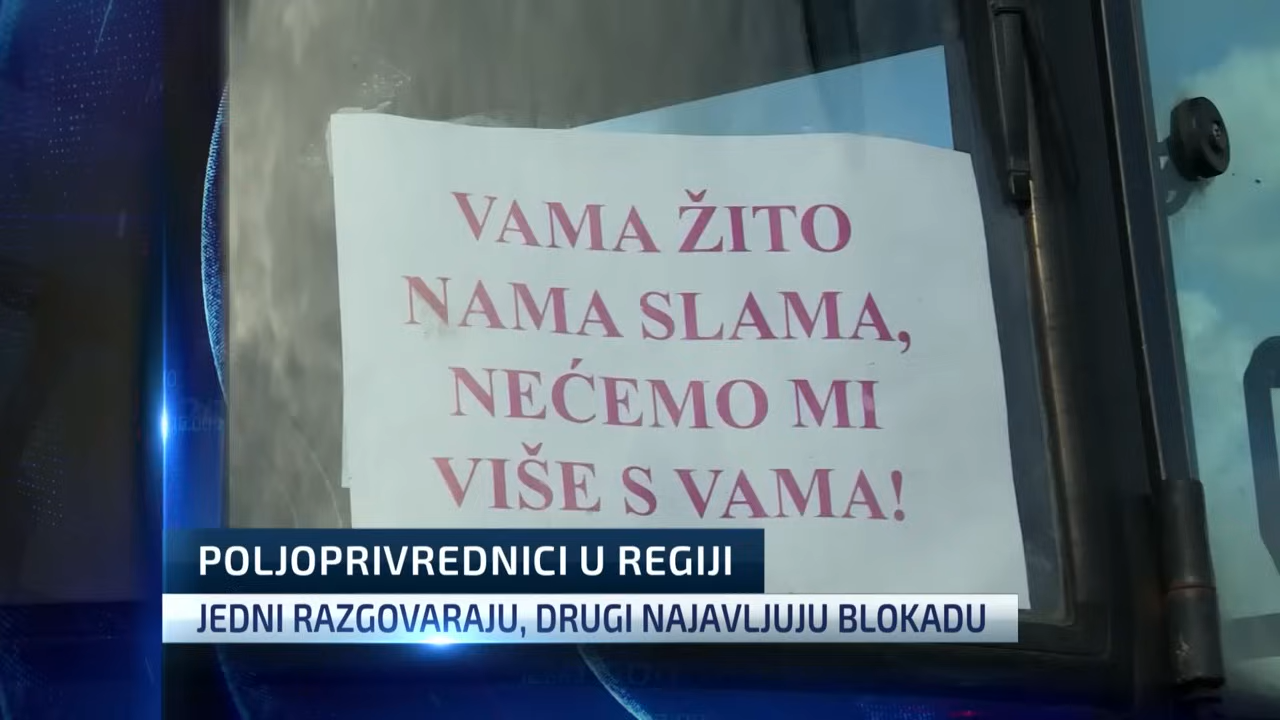 VAMA ŽITO
NAMA SLAMA,
NEĆEMO MI
VIŠE S VAMA!
POLJOPRIVREDNICI U REGIJI
JEDNI RAZGOVARAJU, DRUGI NAJAVLJUJU BLOKADU